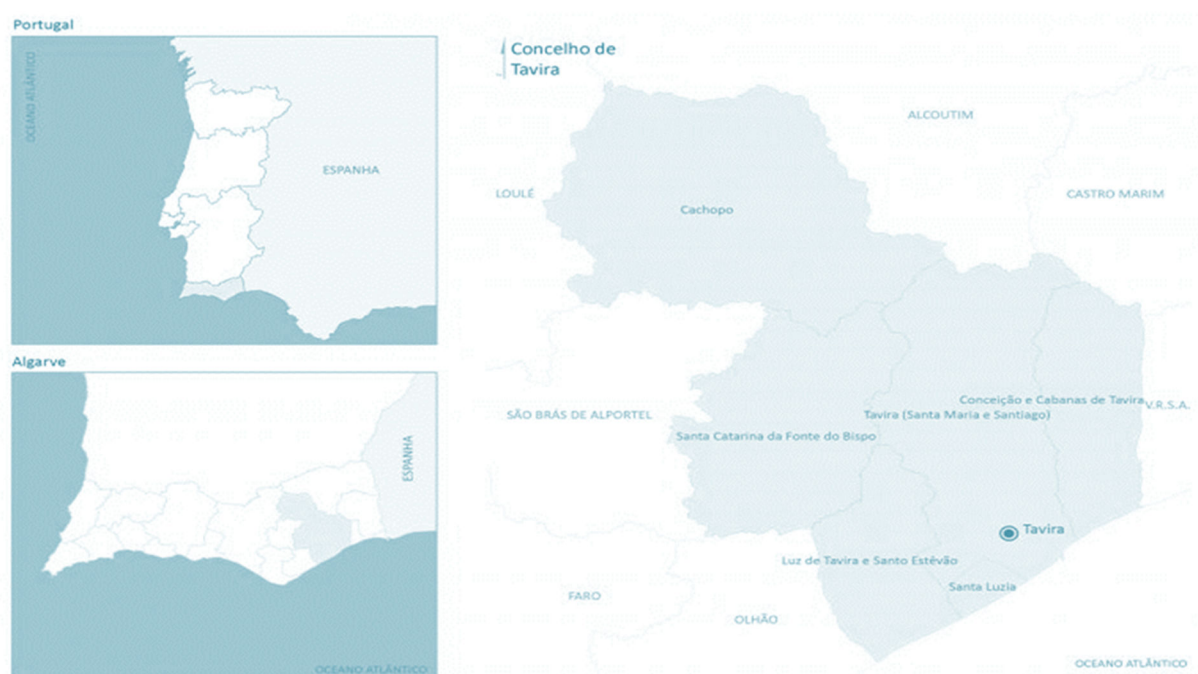 Portugal
OCEANO ATLÂNTICO
ESPANHA
Algarve
ESPANHA
OCEANO ATLÂNTICO
Concelho de
Tavira
ALCOUTIM
LOULÉ
CASTRO MARIM
Cachopo
Conceição e Cabanas de Tavira
V.R.S.A.
SÃO BRÁS DE ALPORTEL
Tavira (Santa Maria e Santiago)
Santa Catarina da Fonte do Bispo
Tavira
Luz de Tavira e Santo Estêvão
Santa Luzia
FARO
OLHÃO
OCEANO ATLÂNTICO